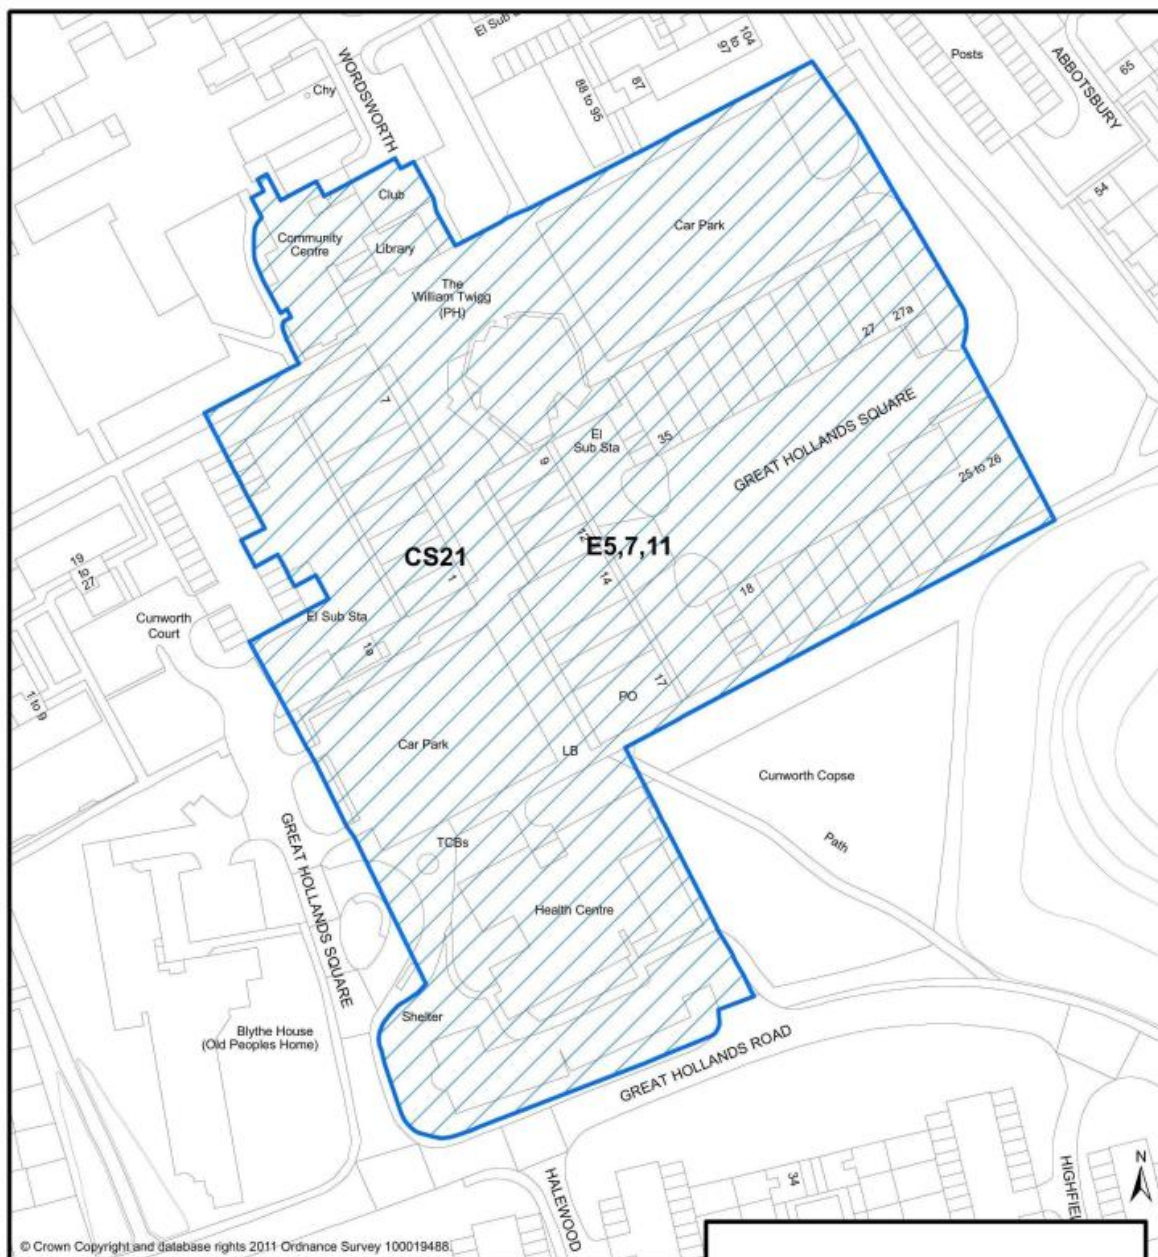 El Sub
104
to
97
WORDSWORTH
Posts
ABBOTSBURY
65
Chy
88 to 95
87
54
Club
Community
Centre
Library
Car Park
The
William Twigg
(PH)
27
27a
7
El
Sub Sta
35
GREAT HOLLANDS SQUARE
9
25 to 26
12
CS21
E5,7,11
19
to
27
1
14
18
Cunworth
Court
El Sub Sta
1a
17
1 to 9
PO
Car Park
LB
Cunworth Copse
TCBs
Path
GREAT HOLLANDS SQUARE
Health Centre
Shelter
Blythe House
(Old Peoples Home)
GREAT HOLLANDS ROAD
HALEWOOD
34
HIGHFIE
N
© Crown Copyright and database rights 2011 Ordnance Survey 100019488.